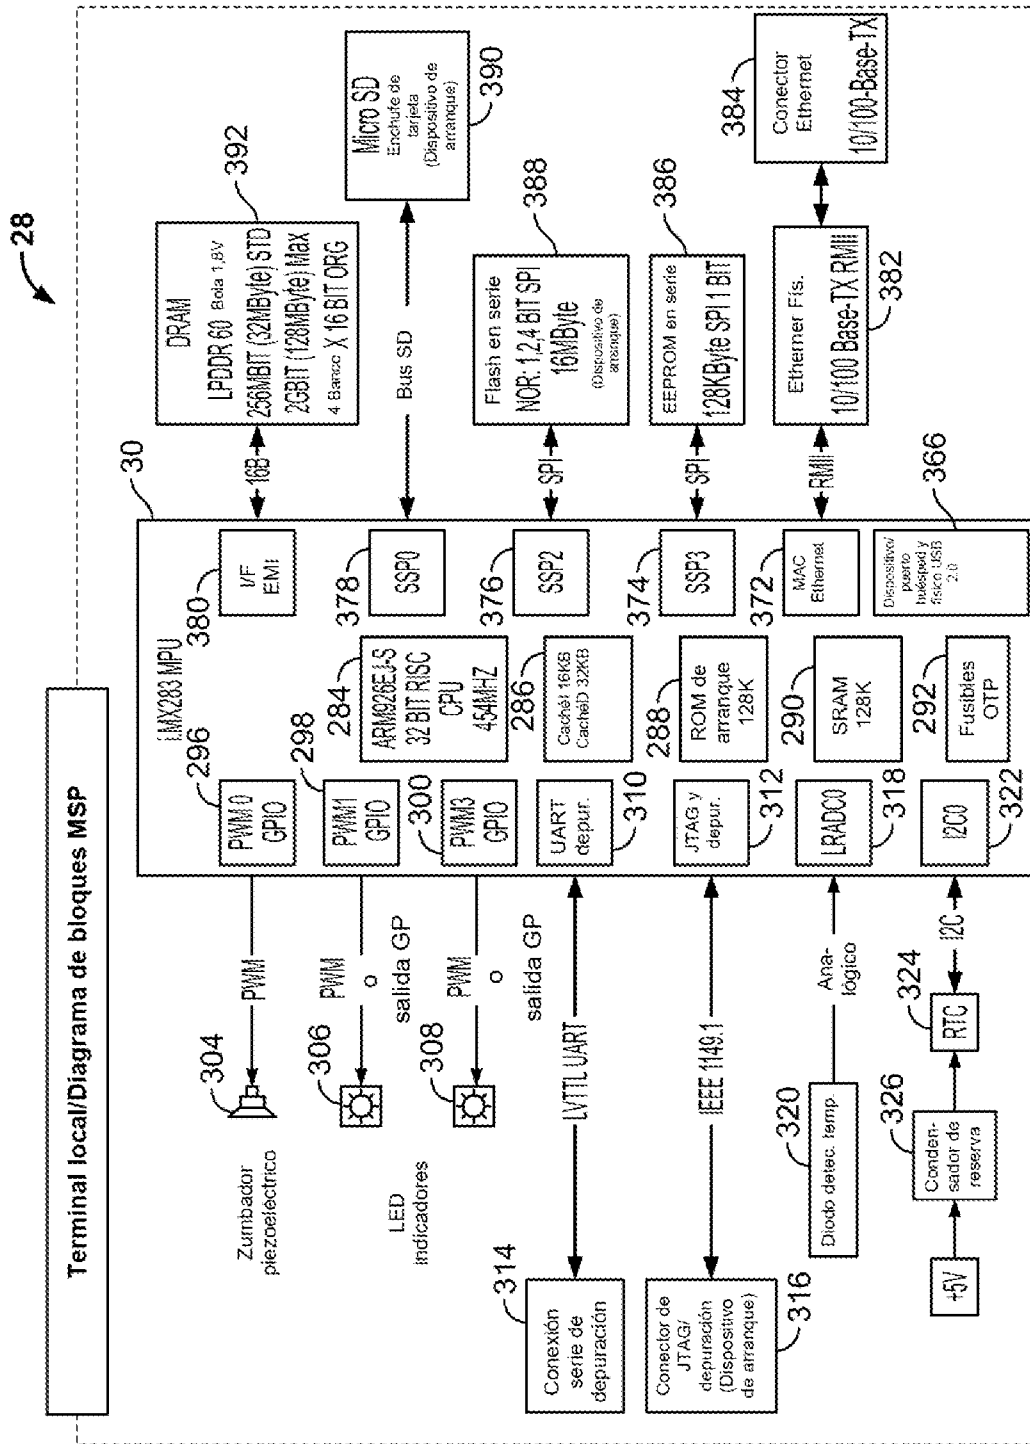 Terminal local/Diagrama de bloques MSP
28
30
I.MX283 MPU
304
Zumbador
piezoeléctrico
PWM
296
PWM 0
GPIO
306
LED
indicadores
PWM
o
salida GP
298
PWM1
GPIO
308
PWM
o
salida GP
300
PWM3
GPIO
314
Conexión
serie de
depuración
LVTTL UART
UART
depur.
310
Conector de
JTAG/
depuración
(Dispositivo
de arranque)
316
IEEE 1149.1
JTAG y
depur.
312
320
Diodo detec. temp.
Ana-
lógico
LRADC0
318
+5V
326
Conden-
sador de
reserva
324
RTC
I2C
I2C0
322
284
ARM926EJ-S
32 BIT RISC
CPU
454MHZ
286
CachéI 16KB
CachéD 32KB
288
ROM de
arranque
128K
290
SRAM
128K
292
Fusibles
OTP
380
I/F
EMI
378
SSP0
376
SSP2
374
SSP3
372
MAC
Ethernet
366
Dispositivo/
puerto
huésped y
físico USB
2.0
16B
392
DRAM
LPDDR 60 Bola 1,8V
256MBIT (32MByte) STD
2GBIT (128MByte) Max
4 Banco X 16 BIT ORG
Bus SD
Micro SD
Enchufe de
tarjeta
(Dispositivo de
arranque)
390
SPI
388
Flash en serie
NOR: 1,2,4 BIT SPI
16MByte
(Dispositivo de
arranque)
SPI
386
EEPROM en serie
128KByte SPI 1 BIT
RMII
Etherner Fís.
10/100 Base-TX RMII
382
384
Conector
Ethernet
10/100-Base-TX